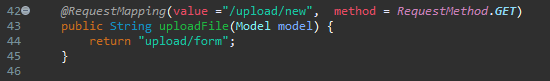 42 @RequestMapping(value ="/upload/new",  method = RequestMethod.GET)
43 public String uploadFile(Model model) {
44 return "upload/form";
45 }
46